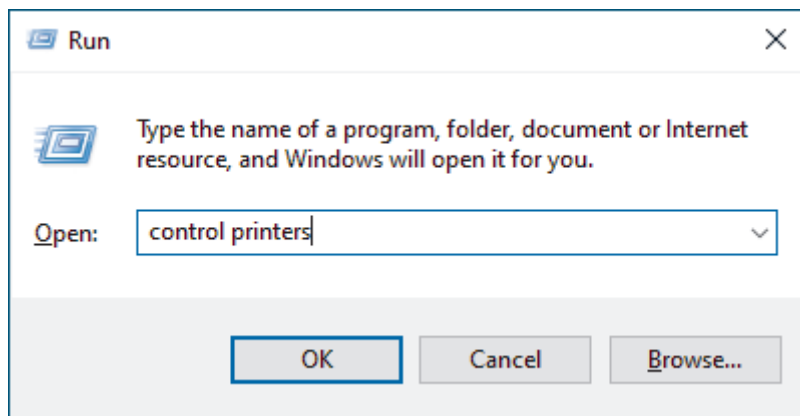 Run
Type the name of a program, folder, document or Internet
resource, and Windows will open it for you.
Open: control printers
OK Cancel Browse...